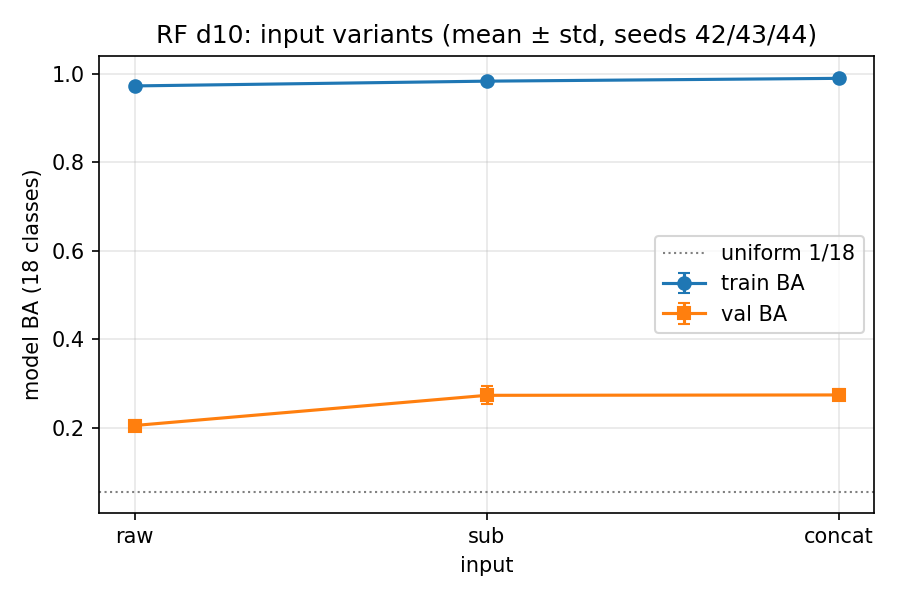 RF d10: input variants (mean ± std, seeds 42/43/44)
model BA (18 classes)
1.0
0.8
0.6
0.4
0.2
uniform 1/18
train BA
val BA
raw
sub
concat
input